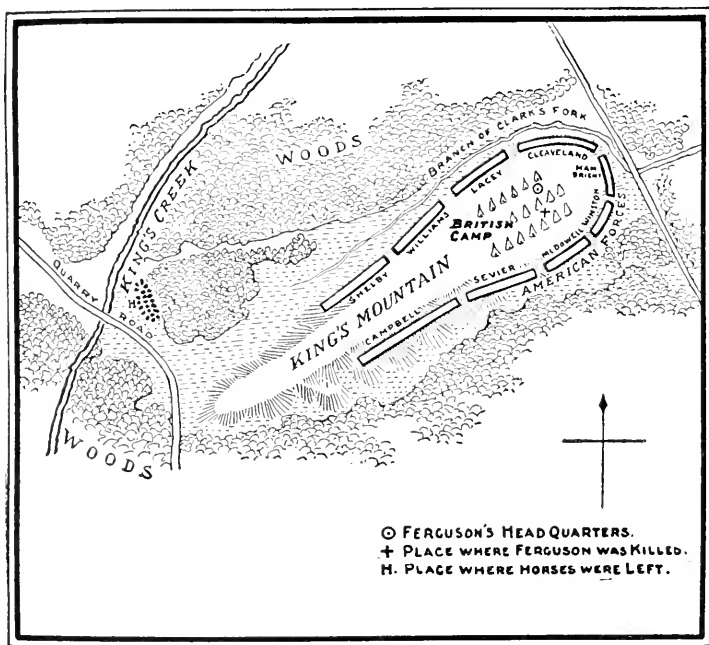 WOODS
BRANCH OF CLARK'S FORK
CLEAVELAND
HAM
BRIGHT
LACEY
WINSTON
WILLIAMS
BRITISH
CAMP
McDOWELL
SEVIER
AMERICAN FORCES
SHELBY
CAMPBELL
KING'S MOUNTAIN
KING'S CREEK
H
QUARRY ROAD
WOODS
⊙ FERGUSON'S HEAD QUARTERS.
+ PLACE WHERE FERGUSON WAS KILLED.
H. PLACE WHERE HORSES WERE LEFT.